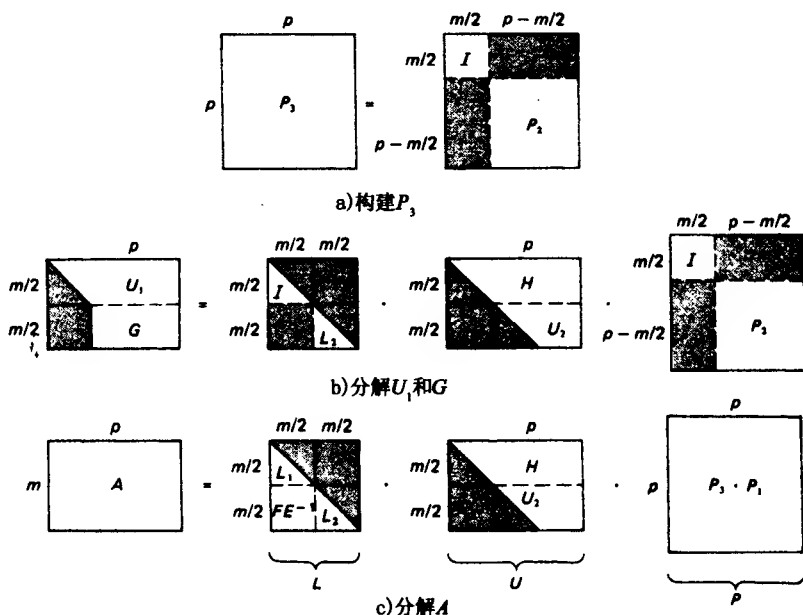 p
m/2 p − m/2
p
P₃
=
m/2
I
p − m/2
P₂
a)构建P₃
p
m/2
U₁
m/2
G
=
m/2 m/2
m/2
I
m/2
L₂
·
p
m/2
H
m/2
U₂
·
m/2 p − m/2
m/2
I
p − m/2
P₂
b)分解U₁和G
p
m
A
=
m/2 m/2
m/2
L₁
m/2
FE⁻¹
L₂
L
·
p
m/2
H
m/2
U₂
U
·
p
p
P₃ · P₁
P
c)分解A